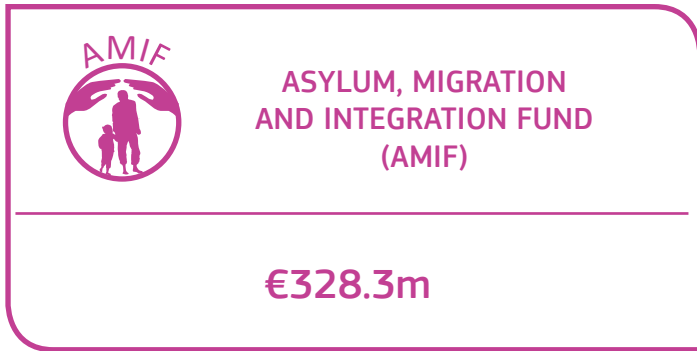 AMIF
ASYLUM, MIGRATION
AND INTEGRATION FUND
(AMIF)
€328.3m